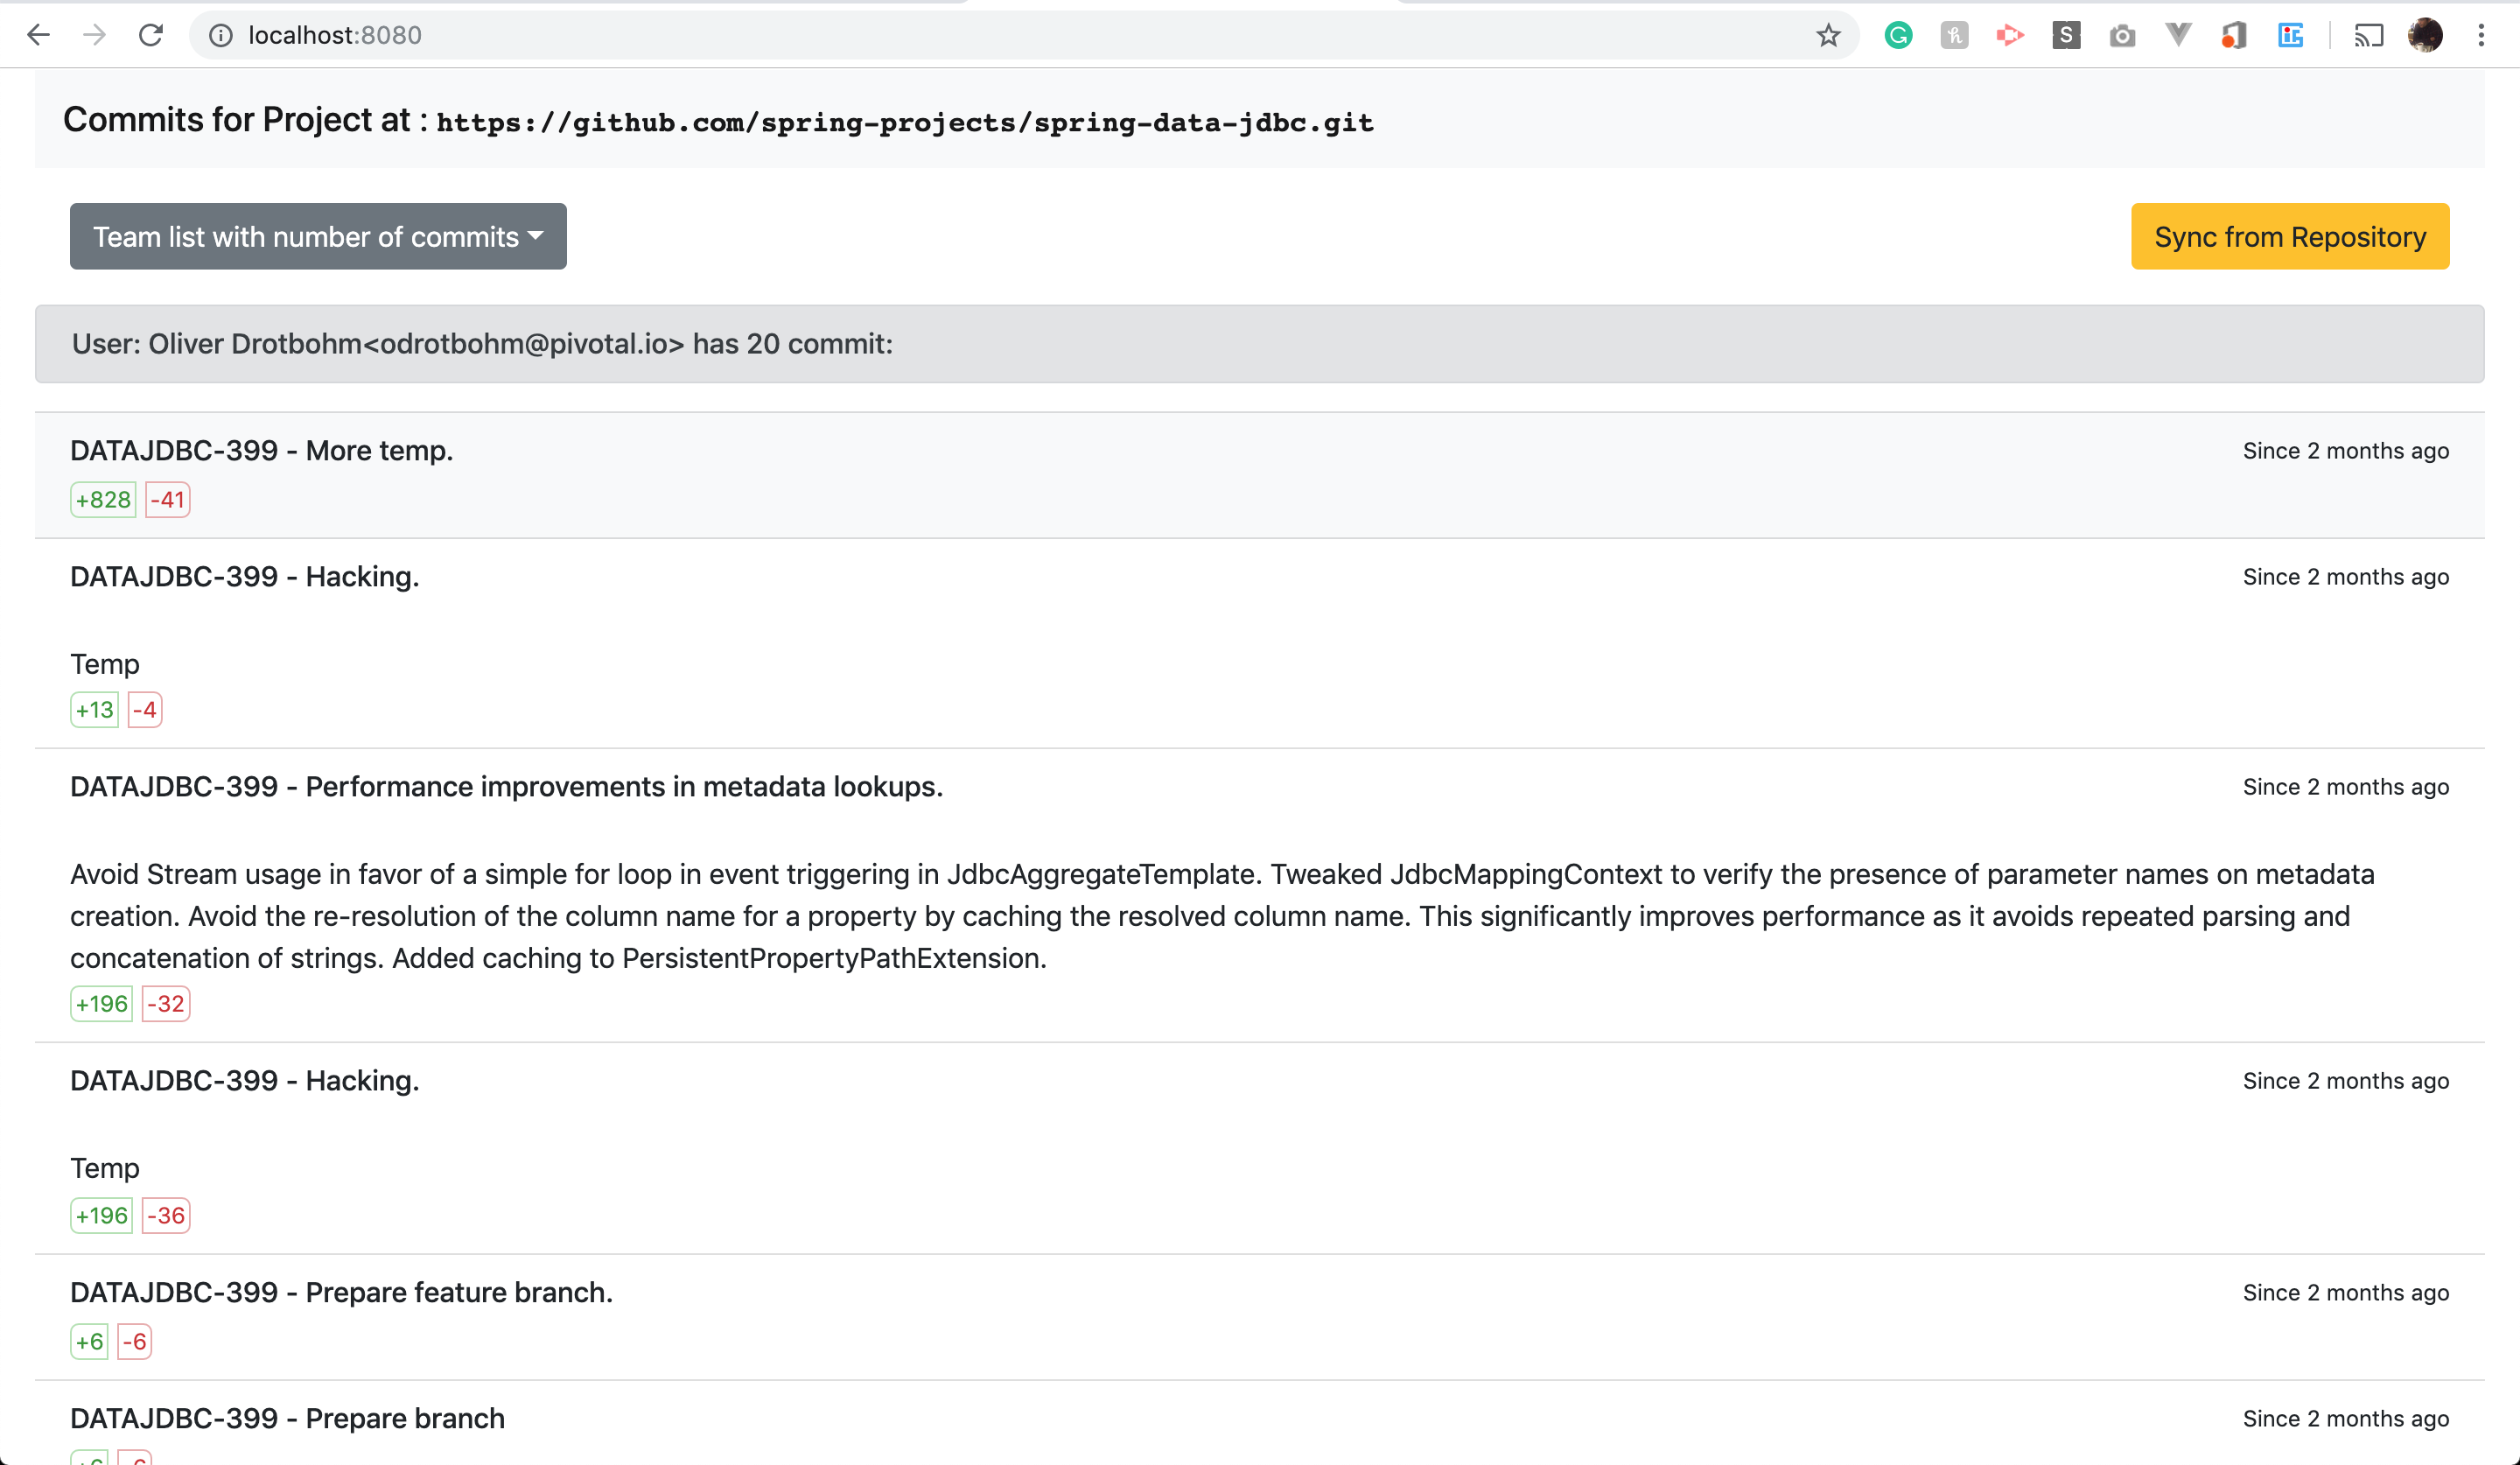 localhost:8080
Commits for Project at : https://github.com/spring-projects/spring-data-jdbc.git
Team list with number of commits
Sync from Repository
User: Oliver Drotbohm<odrotbohm@pivotal.io> has 20 commit:
DATAJDBC-399 - More temp.
Since 2 months ago
+828 -41
DATAJDBC-399 - Hacking.
Since 2 months ago
Temp
+13 -4
DATAJDBC-399 - Performance improvements in metadata lookups.
Since 2 months ago
Avoid Stream usage in favor of a simple for loop in event triggering in JdbcAggregateTemplate. Tweaked JdbcMappingContext to verify the presence of parameter names on metadata
creation. Avoid the re-resolution of the column name for a property by caching the resolved column name. This significantly improves performance as it avoids repeated parsing and
concatenation of strings. Added caching to PersistentPropertyPathExtension.
+196 -32
DATAJDBC-399 - Hacking.
Since 2 months ago
Temp
+196 -36
DATAJDBC-399 - Prepare feature branch.
Since 2 months ago
+6 -6
DATAJDBC-399 - Prepare branch
Since 2 months ago